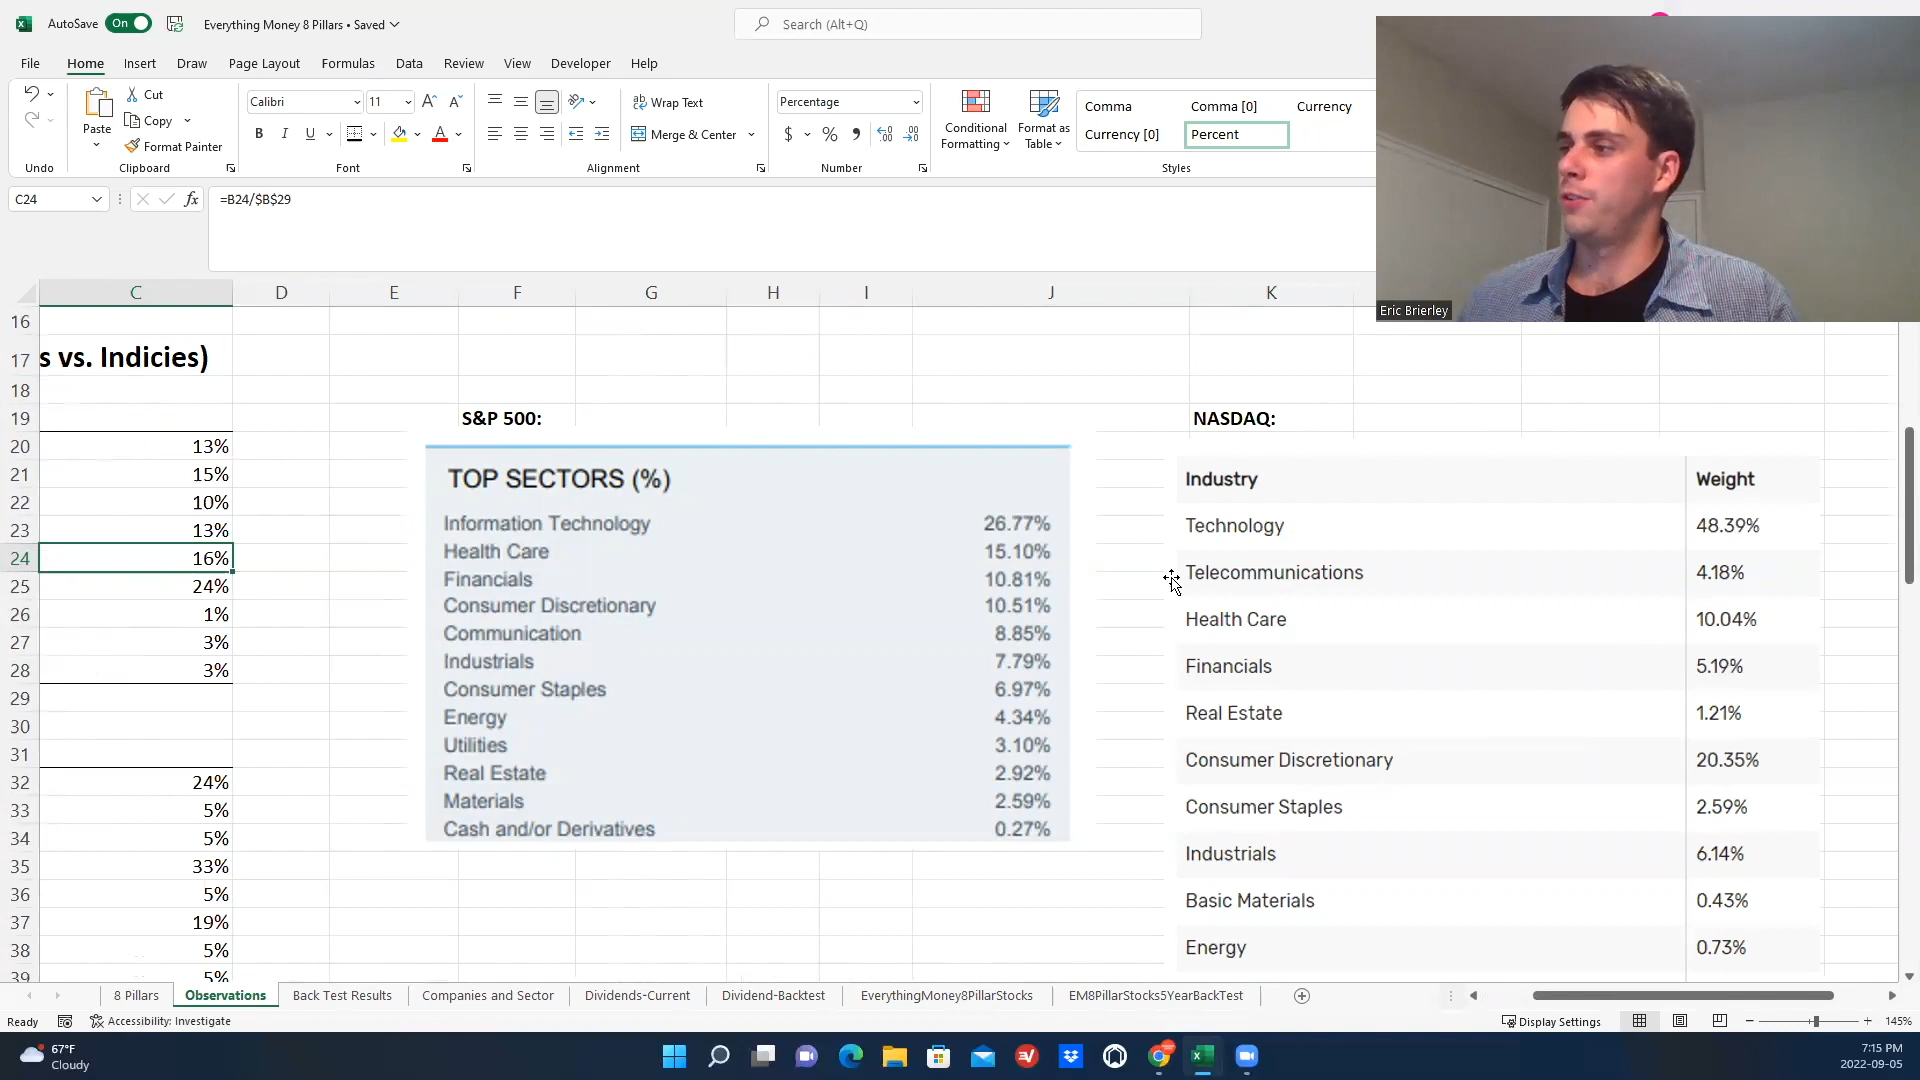 AutoSave On Everything Money 8 Pillars • Saved Search (Alt+Q)
File Home Insert Draw Page Layout Formulas Data Review View Developer Help
Cut Calibri 11 Wrap Text Percentage Comma Comma [0] Currency
Paste Copy B I U Merge & Center $ % Conditional Formatting Format as Table Currency [0] Percent
Format Painter
Undo Clipboard Font Alignment Number Styles
C24 fx =B24/$B$29
Eric Brierley
C D E F G H I J K
16
17 s vs. Indicies)
18
19 S&P 500: NASDAQ:
20 13%
21 15%
22 10%
23 13%
24 16%
25 24%
26 1%
27 3%
28 3%
29
30
31
32 24%
33 5%
34 5%
35 33%
36 5%
37 19%
38 5%
39 5%
TOP SECTORS (%)
Information Technology 26.77%
Health Care 15.10%
Financials 10.81%
Consumer Discretionary 10.51%
Communication 8.85%
Industrials 7.79%
Consumer Staples 6.97%
Energy 4.34%
Utilities 3.10%
Real Estate 2.92%
Materials 2.59%
Cash and/or Derivatives 0.27%
Industry Weight
Technology 48.39%
Telecommunications 4.18%
Health Care 10.04%
Financials 5.19%
Real Estate 1.21%
Consumer Discretionary 20.35%
Consumer Staples 2.59%
Industrials 6.14%
Basic Materials 0.43%
Energy 0.73%
8 Pillars Observations Back Test Results Companies and Sector Dividends-Current Dividend-Backtest EverythingMoney8PillarStocks EM8PillarStocks5YearBackTest
Ready Accessibility: Investigate Display Settings 145%
67°F
Cloudy
7:15 PM
2022-09-05